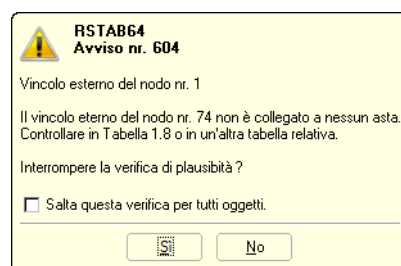 RSTAB64
Avviso nr. 604
Vincolo esterno del nodo nr. 1
Il vincolo eterno del nodo nr. 74 non è collegato a nessun asta.
Controllare in Tabella 1.8 o in un'altra tabella relativa.
Interrompere la verifica di plausibità ?
Salta questa verifica per tutti oggetti.
Sì
No